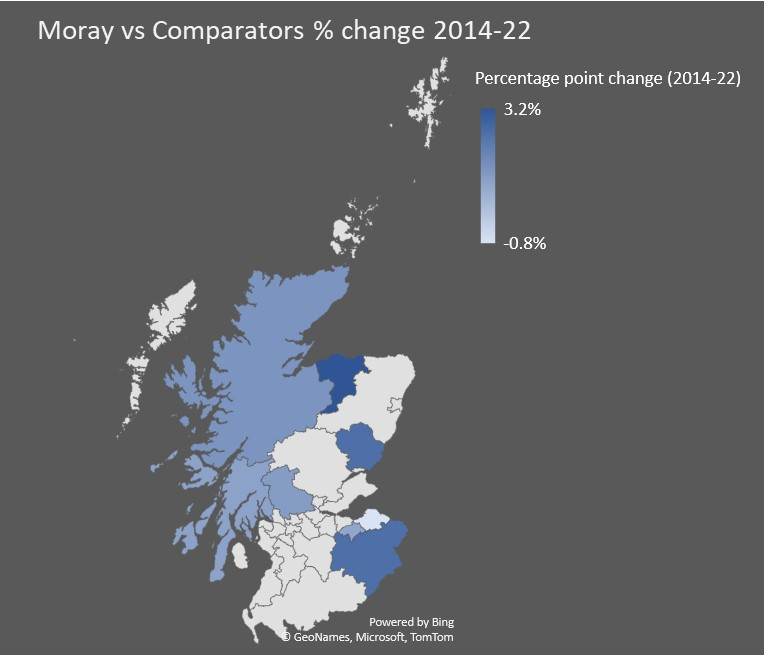 Moray vs Comparators % change 2014-22
Percentage point change (2014-22)
3.2%
-0.8%
Powered by Bing
© GeoNames, Microsoft, TomTom